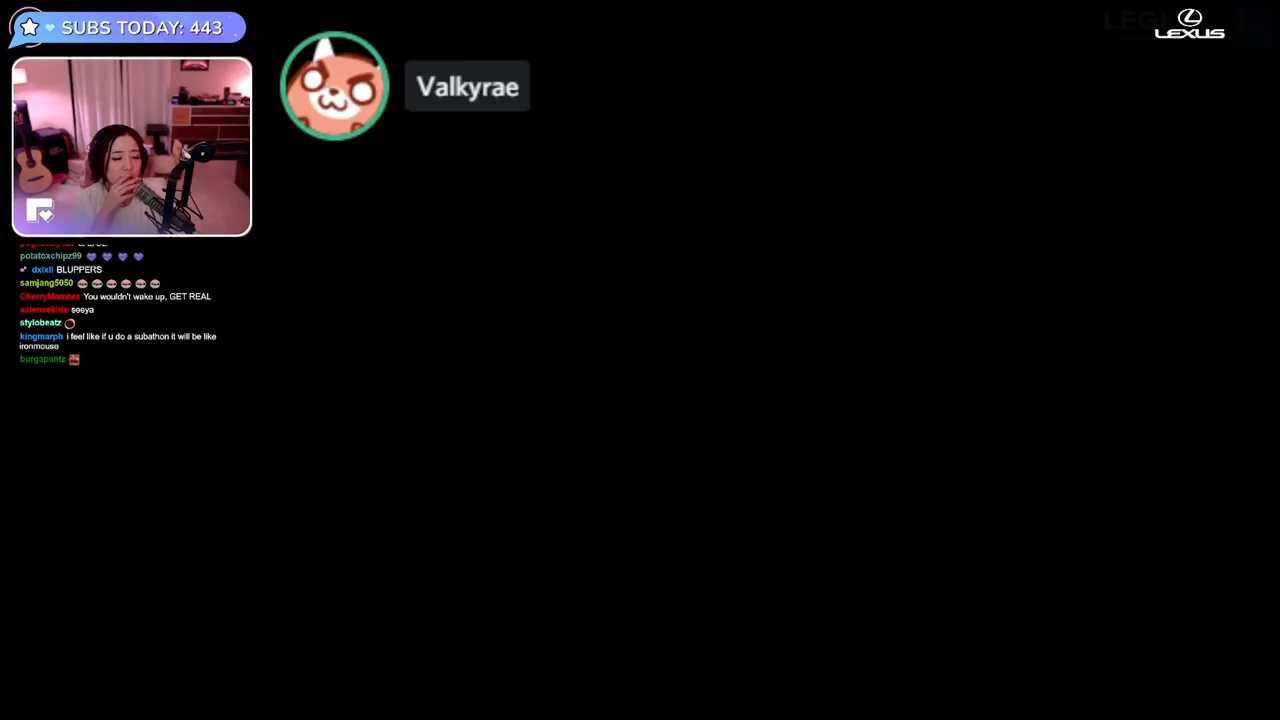 SUBS TODAY: 443
LEXUS
Valkyrae
potatoxchipz99
dxixii BLUPPERS
samjang5050
CherryMombra You wouldn't wake up, GET REAL
sciencekids seeya
stylobeatz
kingmarph i feel like if u do a subathon it will be like
ironmouse
burgapantz